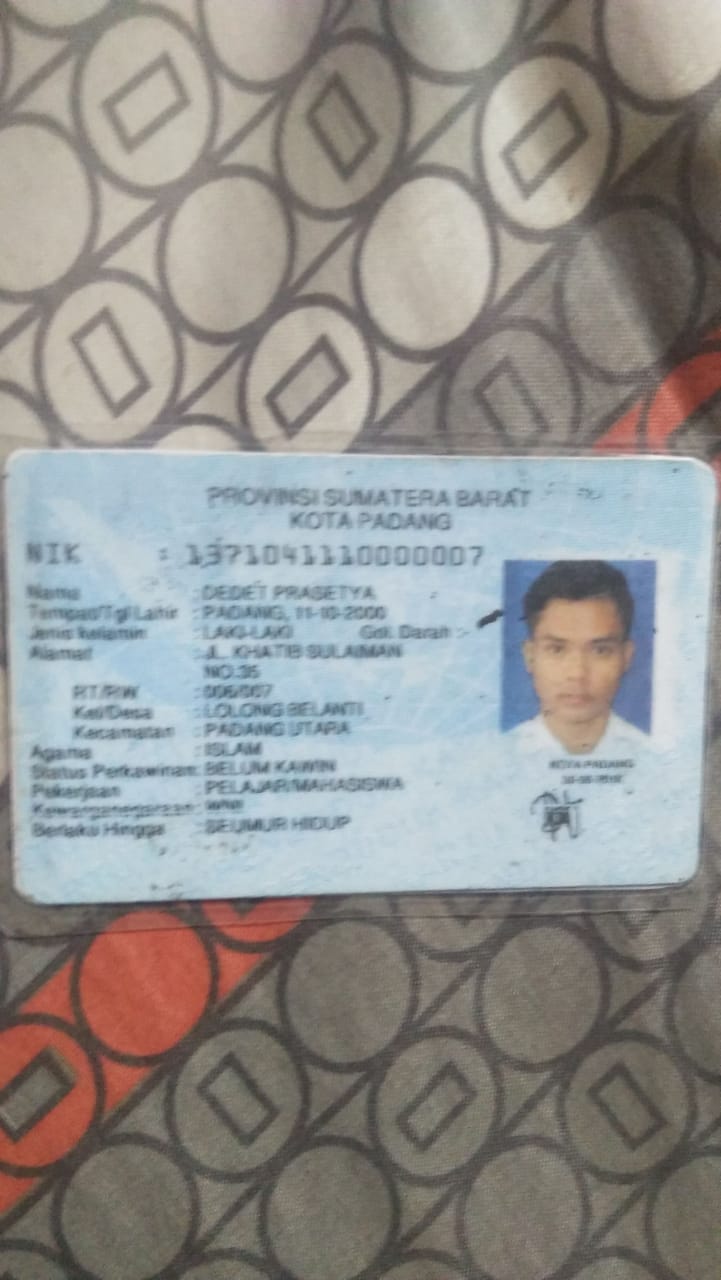 PROVINSI SUMATERA BARAT
KOTA PADANG
NIK : 1371041110000007
Nama : DEDET PRASETYA
Tempat/Tgl Lahir : PADANG, 11-10-2000
Jenis kelamin : LAKI-LAKI Gol. Darah : -
Alamat : JL. KHATIB SULAIMAN
NO.35
RT/RW : 006/007
Kel/Desa : LOLONG BELANTI
Kecamatan : PADANG UTARA
Agama : ISLAM
Status Perkawinan: BELUM KAWIN
Pekerjaan : PELAJAR/MAHASISWA
Kewarganegaraan: WNI
Berlaku Hingga : SEUMUR HIDUP
KOTA PADANG